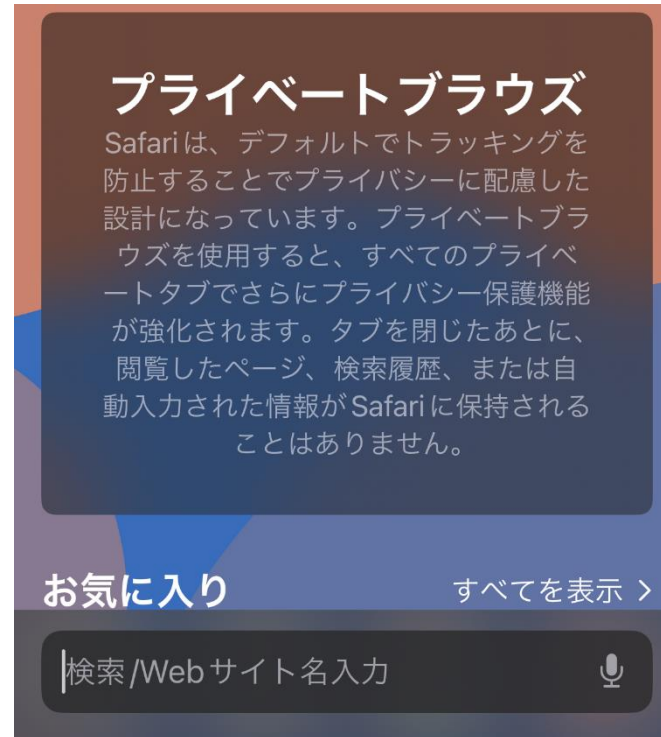 プライベートブラウズ
Safariは、デフォルトでトラッキングを
防止することでプライバシーに配慮した
設計になっています。プライベートブラ
ウズを使用すると、すべてのプライベ
ートタブでさらにプライバシー保護機能
が強化されます。タブを閉じたあとに、
閲覧したページ、検索履歴、または自
動入力された情報がSafariに保持される
ことはありません。
お気に入り すべてを表示 >
検索/Webサイト名入力